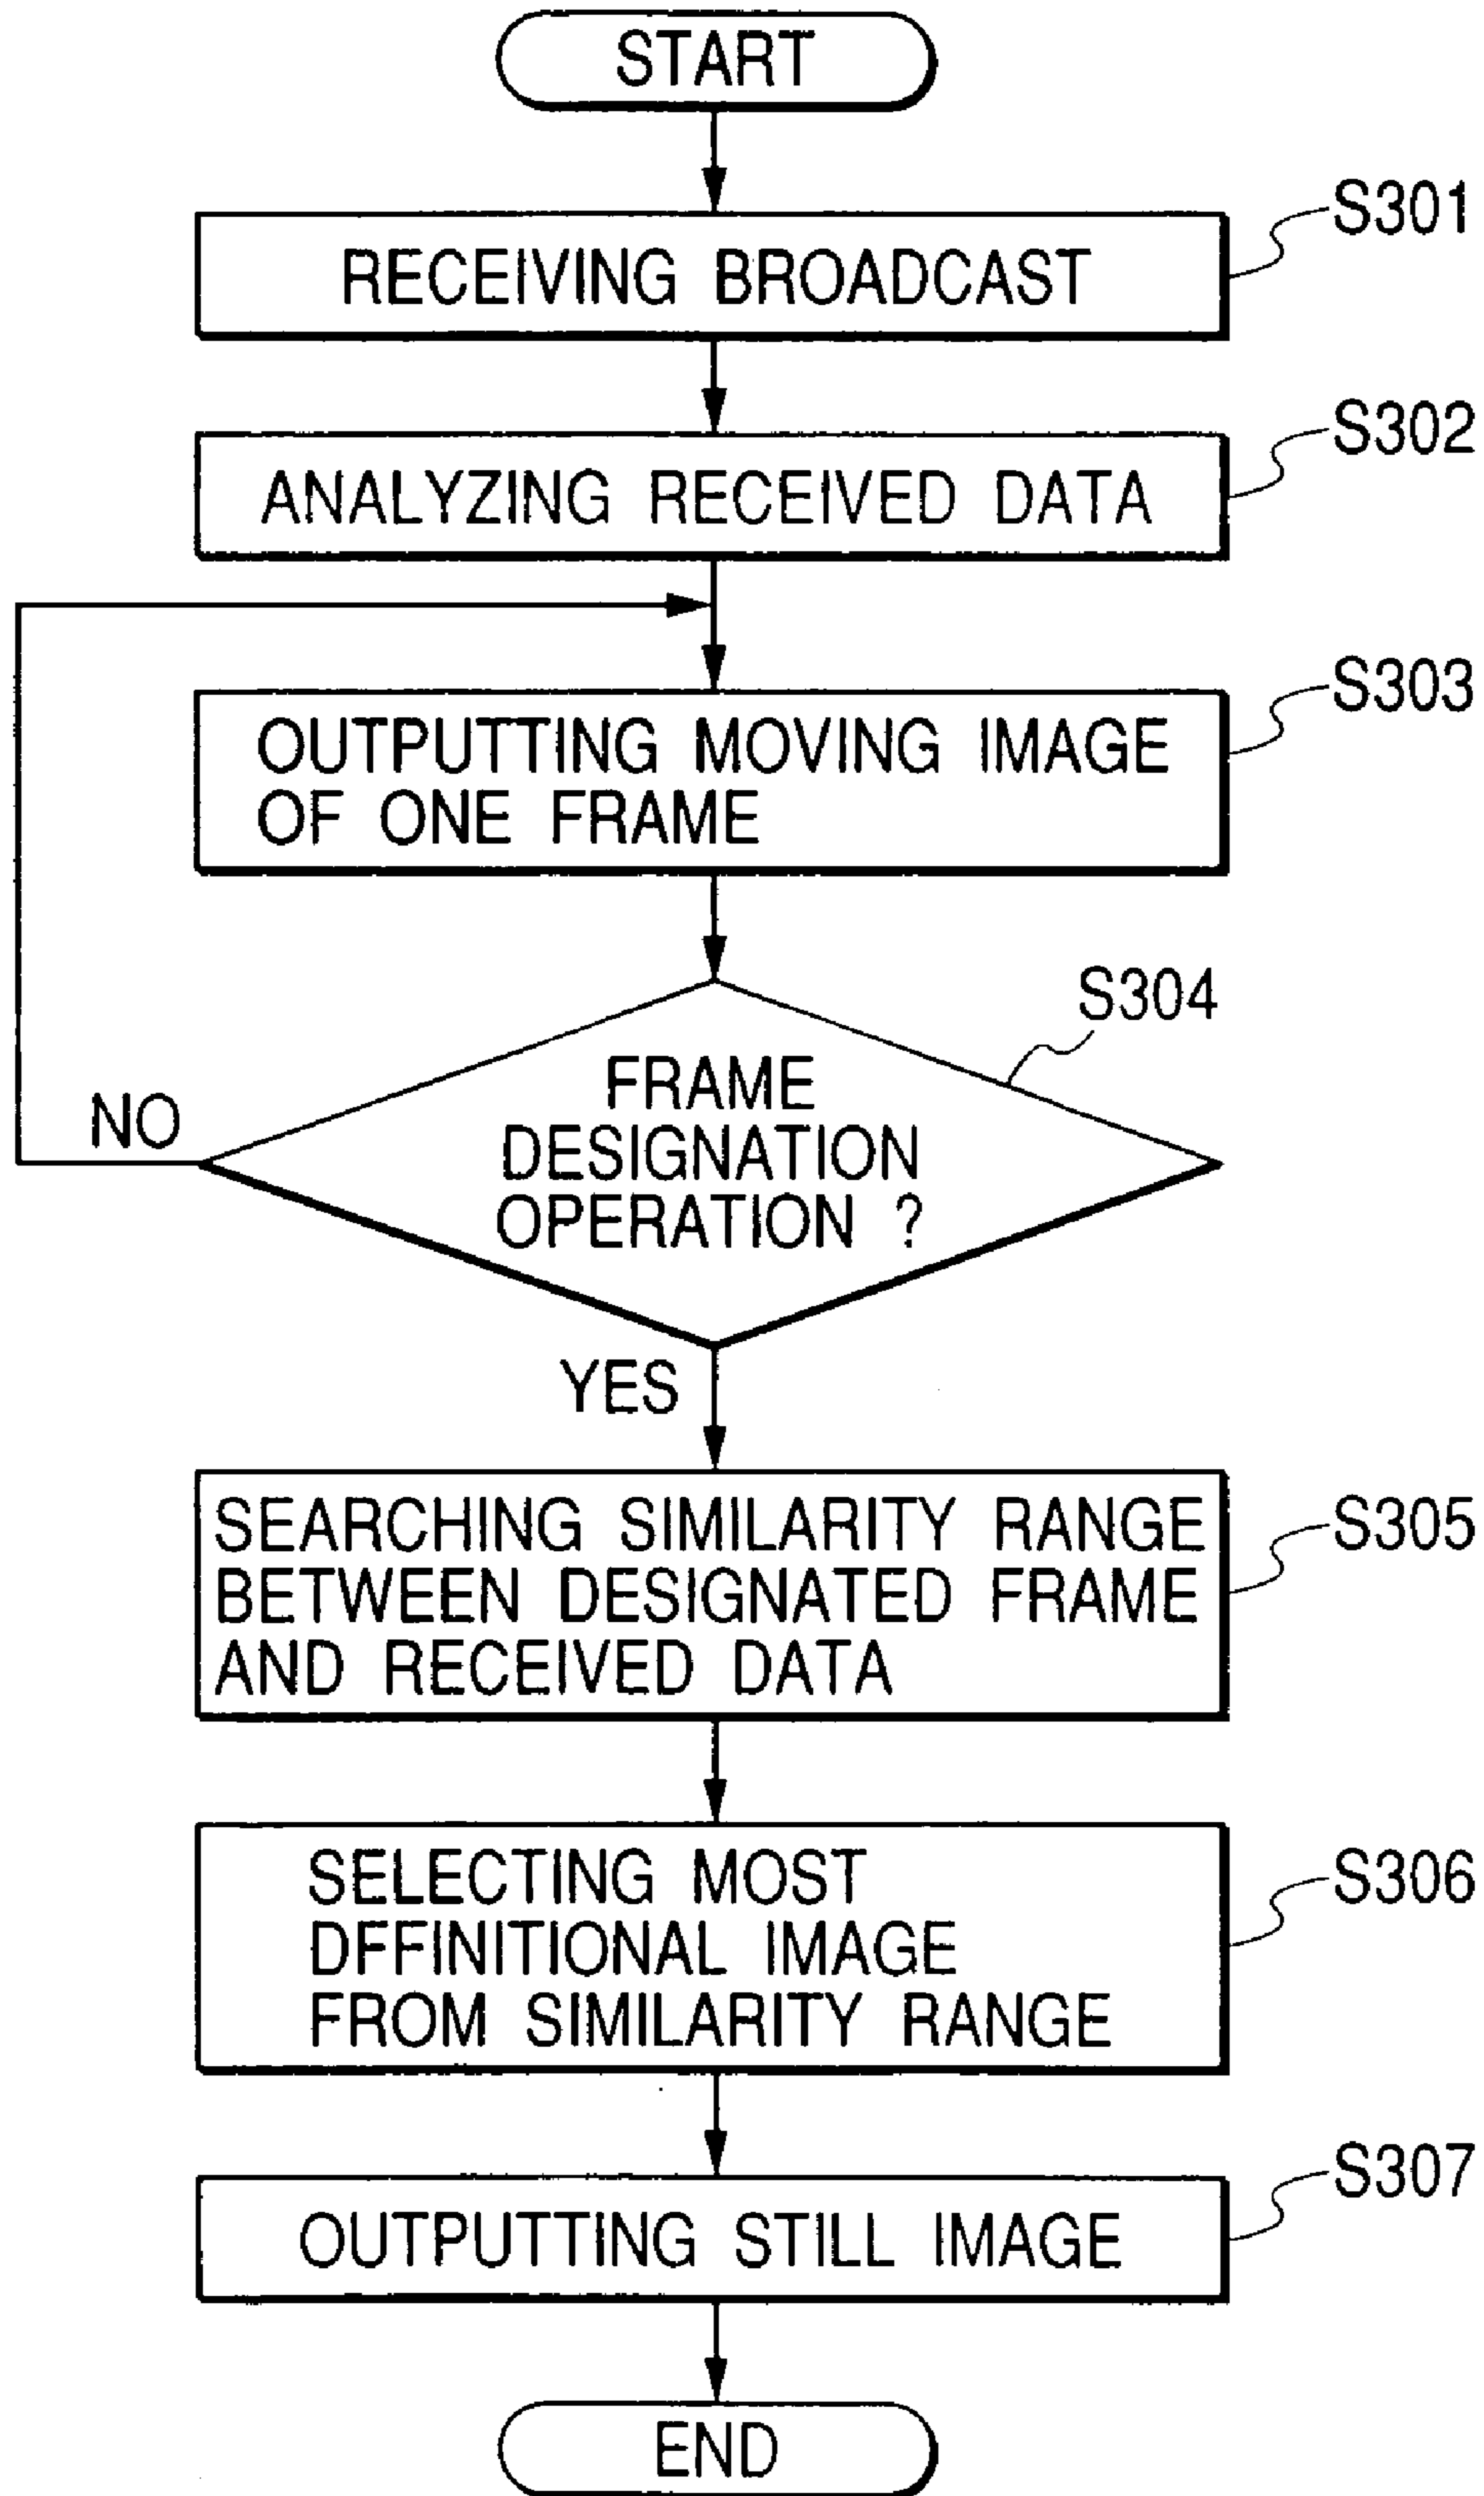 START
S301
RECEIVING BROADCAST
S302
ANALYZING RECEIVED DATA
S303
OUTPUTTING MOVING IMAGE
OF ONE FRAME
S304
FRAME
DESIGNATION
OPERATION ?
NO
YES
S305
SEARCHING SIMILARITY RANGE
BETWEEN DESIGNATED FRAME
AND RECEIVED DATA
S306
SELECTING MOST
DFFINITIONAL IMAGE
FROM SIMILARITY RANGE
S307
OUTPUTTING STILL IMAGE
END